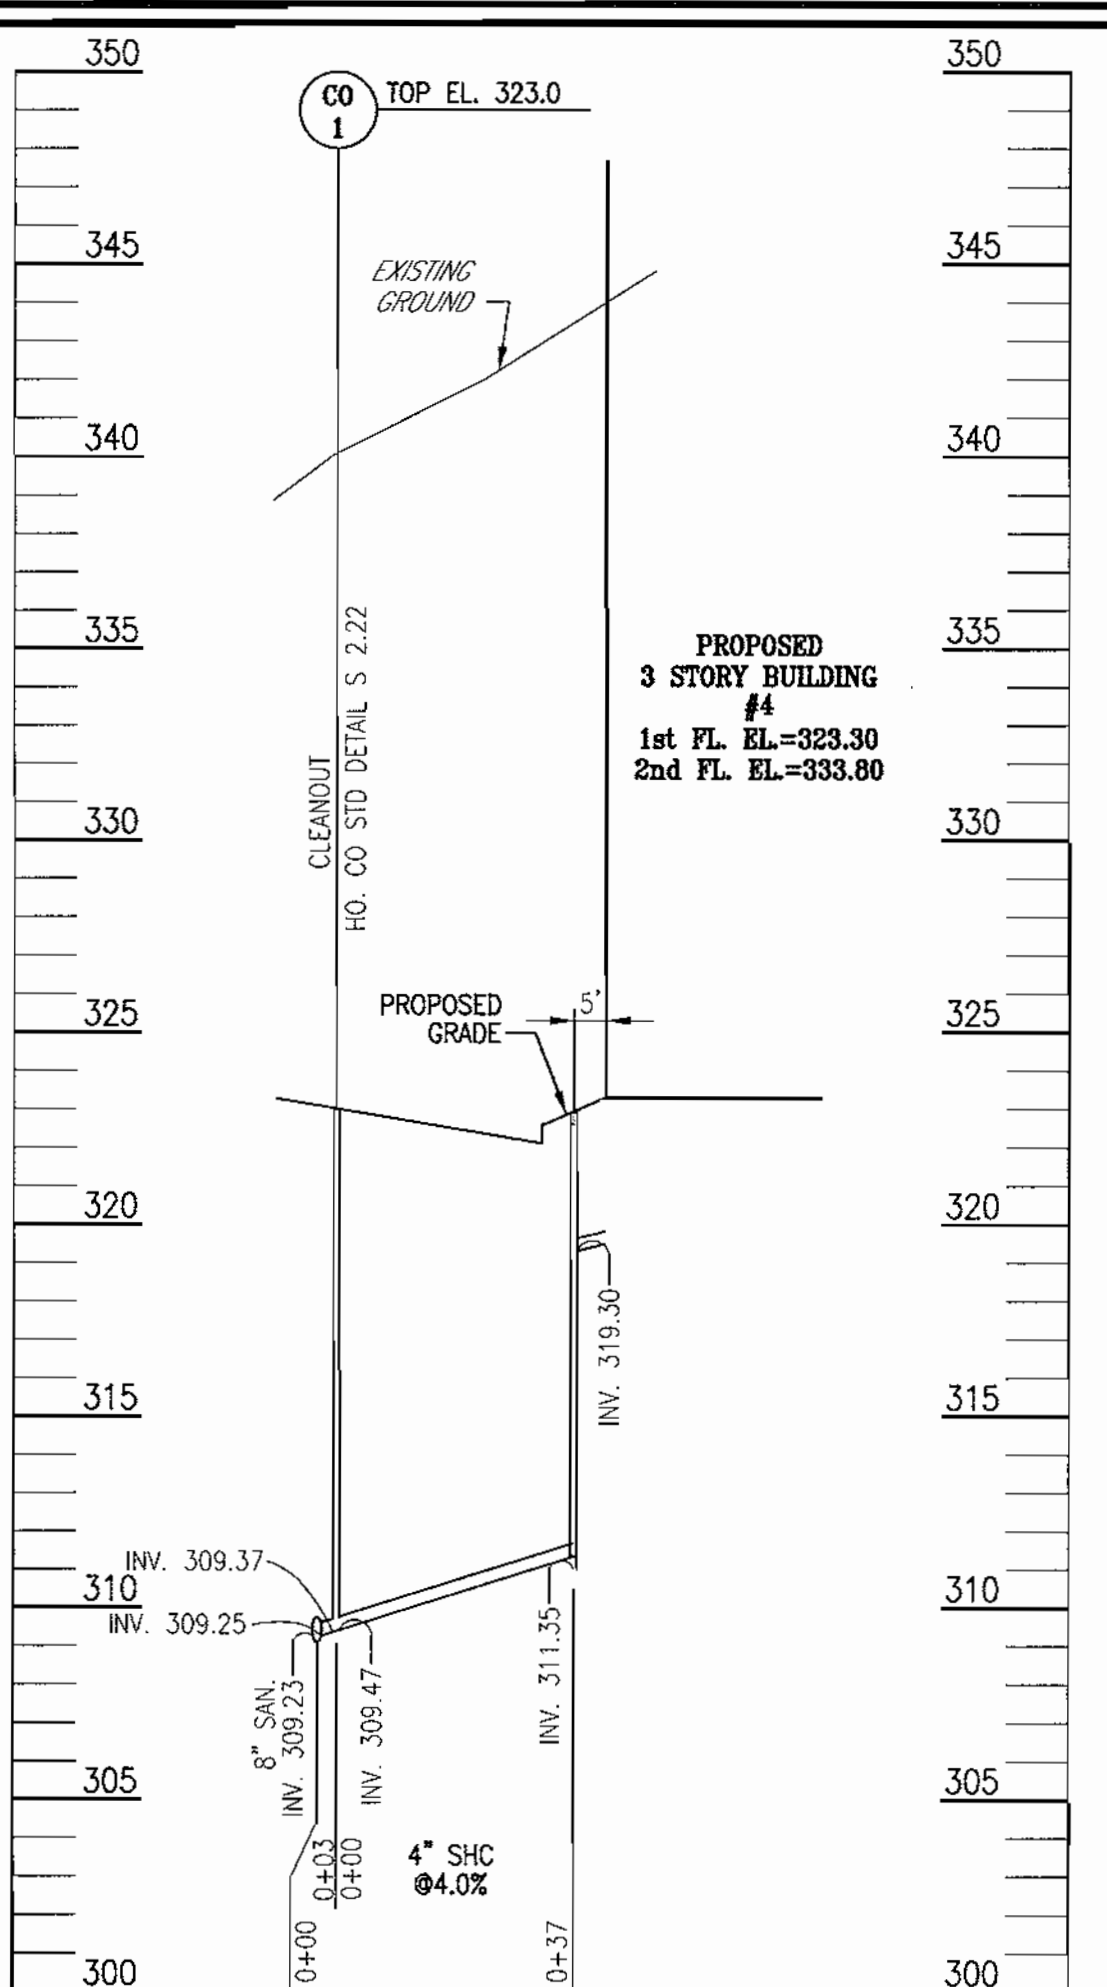 350
350
CO
1
TOP EL. 323.0
345
345
EXISTING
GROUND
340
340
335
335
CLEANOUT
HO. CO STD DETAIL S 2.22
PROPOSED
3 STORY BUILDING
#4
1st FL. EL.=323.30
2nd FL. EL.=333.80
330
330
PROPOSED
GRADE
5'
325
325
320
320
INV. 319.30
315
315
INV. 309.37
310
310
INV. 309.25
8" SAN.
INV. 309.23
INV. 309.47
INV. 311.35
305
305
0+03
0+00
4" SHC
@4.0%
0+00
0+37
300
300